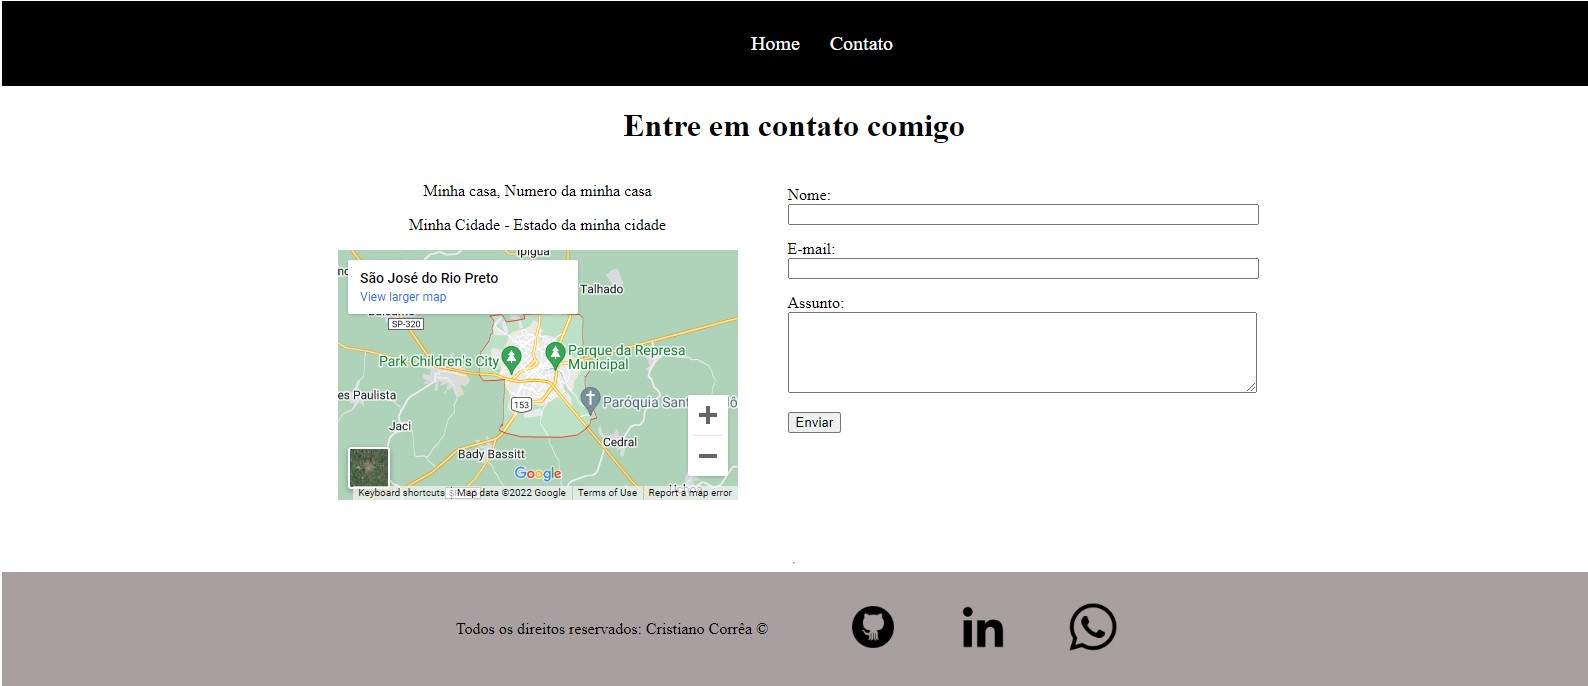 Home Contato
Entre em contato comigo
Minha casa, Numero da minha casa
Minha Cidade - Estado da minha cidade
Ipiguá
São José do Rio Preto
View larger map
Talhado
SP-320
Park Children's City
Parque da Represa
Municipal
es Paulista
153
Paróquia San
Jaci
Cedral
Bady Bassitt
Google
Keyboard shortcuts
Map data ©2022 Google
Terms of Use
Report a map error
Nome:
E-mail:
Assunto:
Enviar
Todos os direitos reservados: Cristiano Corrêa ©
in